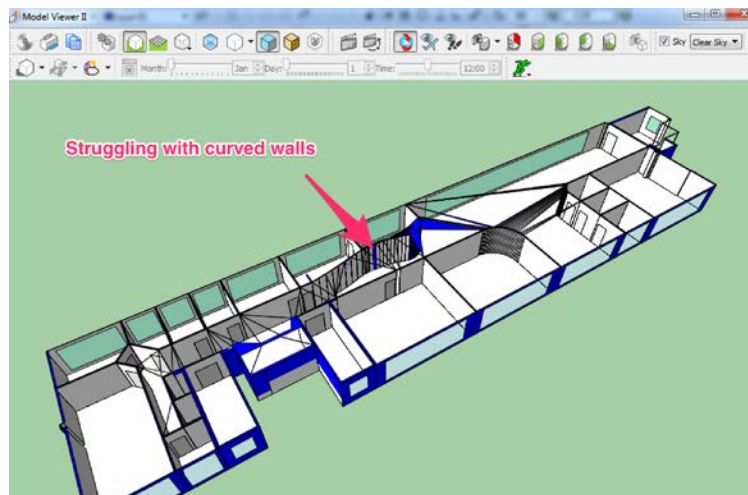 Model Viewer II
Sky Clear Sky
Month: Jan Day: 1 Time: 12:00
Struggling with curved walls